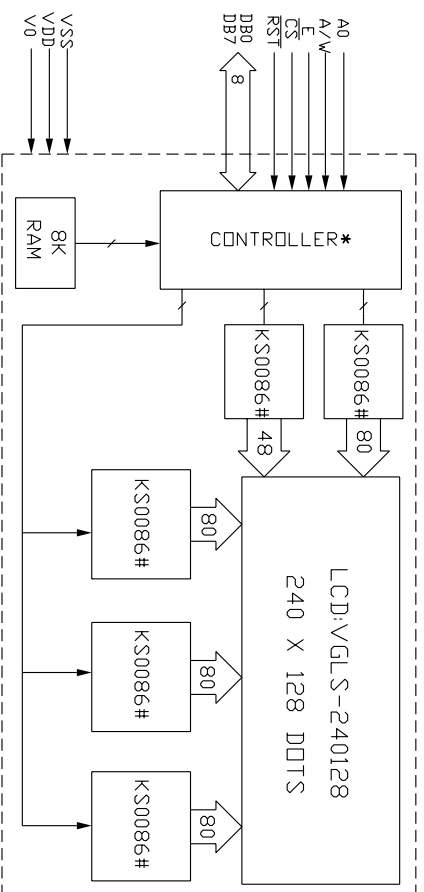 A0
A/W
E
CS
RST
DB0
DB7
8
VSS
VDD
V0
CONTROLLER*
8K
RAM
KS0086#
80
KS0086#
48
LCD:VGLS-240128
240 X 128 DOTS
80
KS0086#
80
KS0086#
80
KS0086#